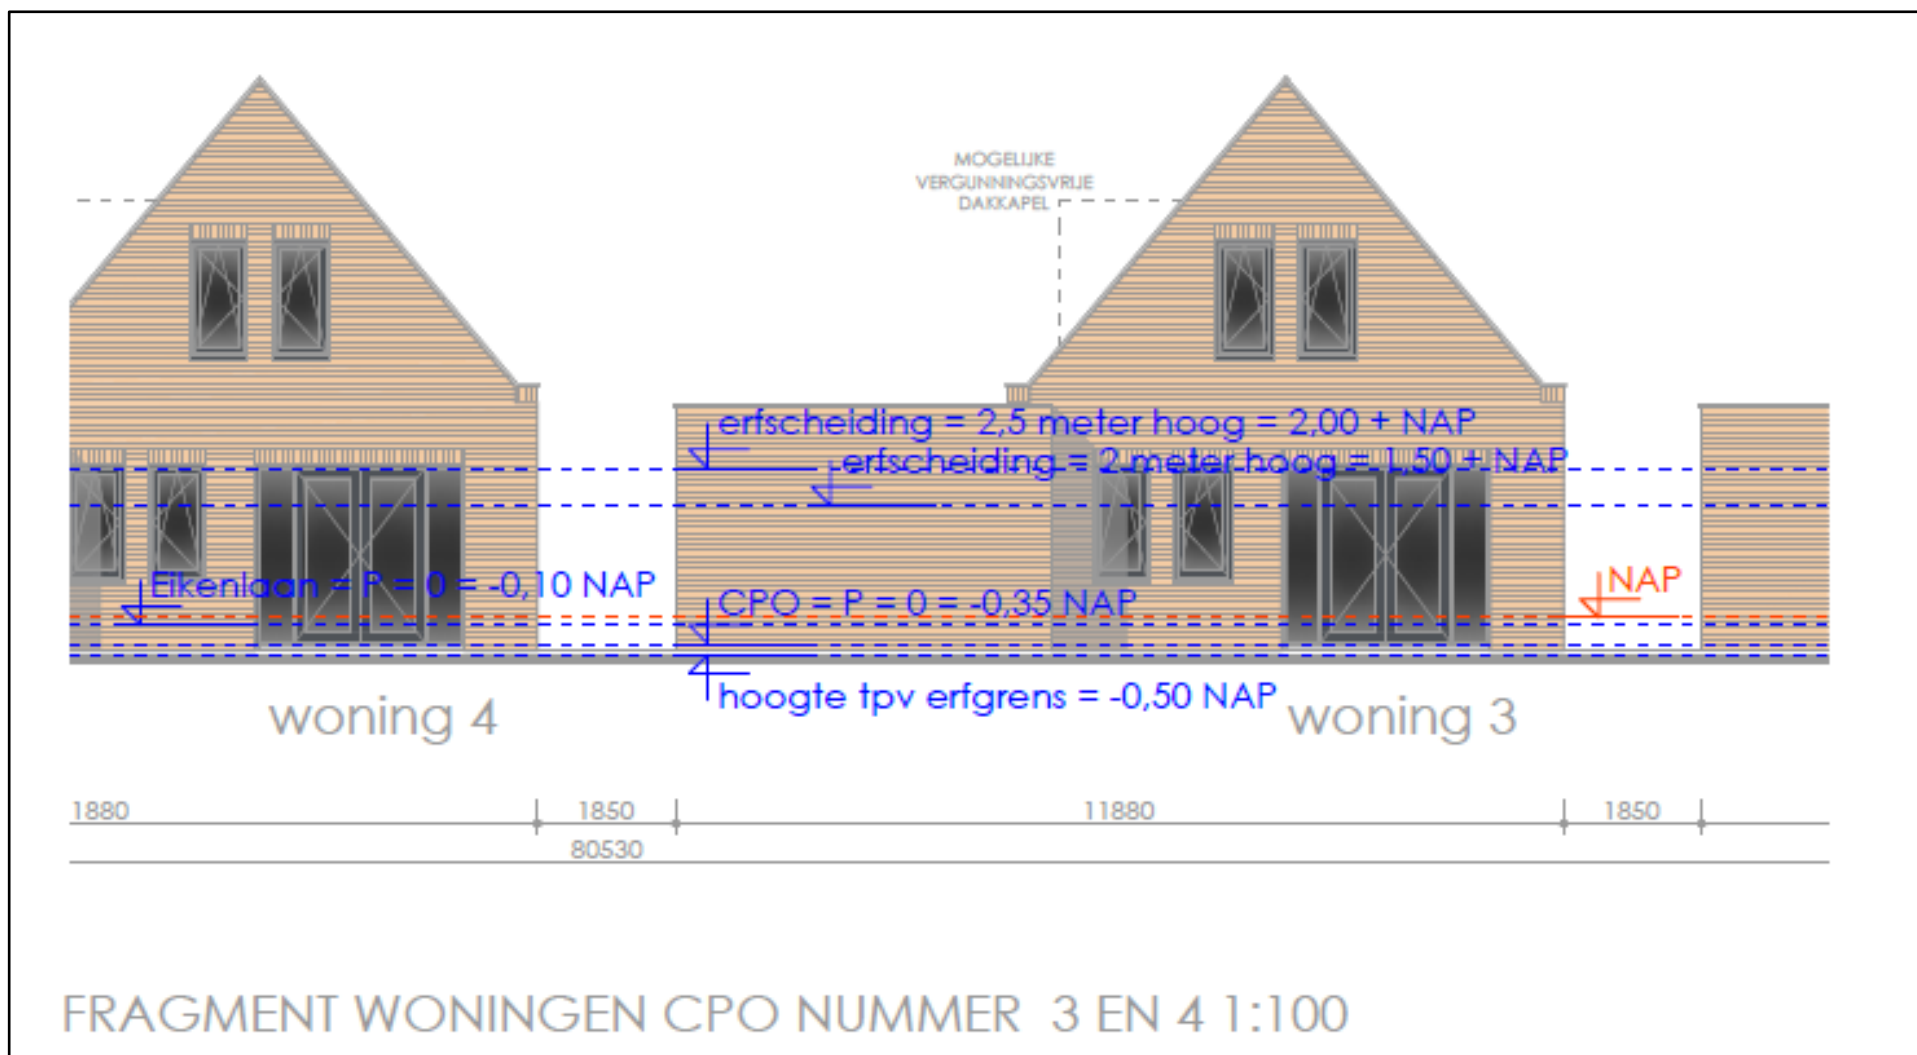 MOGELIJKE
VERGUNNINGSVRIJE
DAKKAPEL
erfscheiding = 2,5 meter hoog = 2,00 + NAP
erfscheiding = 2 meter hoog = 1,50 + NAP
Eikenlaan = P = 0 = -0,10 NAP
CPO = P = 0 = -0,35 NAP
NAP
hoogte tpv erfgrens = -0,50 NAP
woning 4
woning 3
1880
1850
11880
1850
80530
FRAGMENT WONINGEN CPO NUMMER 3 EN 4 1:100